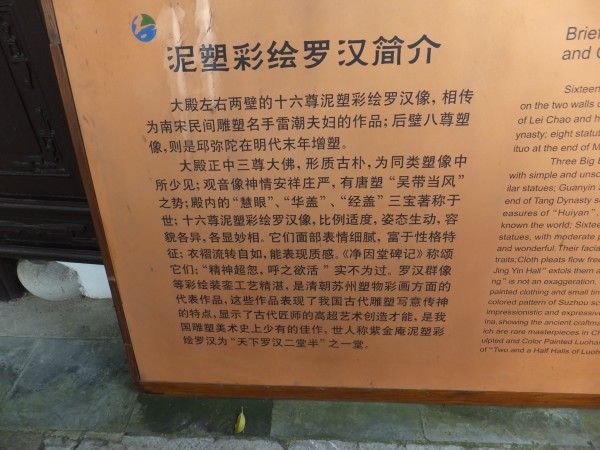 泥塑彩绘罗汉简介
大殿左右两壁的十六尊泥塑彩绘罗汉像，相传
为南宋民间雕塑名手雷潮夫妇的作品；后壁八尊塑
像，则是邱弥陀在明代末年增塑。
大殿正中三尊大佛，形质古朴，为同类塑像中
所少见；观音像神情安祥庄严，有唐塑“吴带当风”
之势；殿内的“慧眼”、“华盖”、“经盖”三宝著称于
世；十六尊泥塑彩绘罗汉像，比例适度，姿态生动，容
貌各异，各显妙相。它们面部表情细腻，富于性格特
征；衣褶流转自如，能表现质感。《净因堂碑记》称颂
它们；“精神超忽，呼之欲活”实不为过。罗汉群像
等彩绘装銮工艺精湛，是清朝苏州塑物彩画方面的
代表作品，这些作品表现了我国古代雕塑写意传神
的特点，显示了古代匠师的高超艺术创造才能，是我
国雕塑美术史上少有的佳作。世人称紫金庵泥塑彩
绘罗汉为“天下罗汉二堂半”之一堂。
Brief
and C
Sixteen
on the two walls o
of Lei Chao and h
ynasty; eight statue
ituo at the end of M
Three Big B
with simple and unso
ilar statues; Guanyin S
end of Tang Dynasty s
easures of “Huiyan”,
known the world; Sixtee
statues, with moderate p
and wonderful. Their facia
traits;Cloth pleats flow free
Jing Yin Hall” extols them a
ng” is not an exaggeration.
painted clothing and small tin
colored pattern of Suzhou sc
impressionistic and expressive
ina, showing the ancient craftma
ich are rare masterpieces in Ch
ulpted and Color Painted Luohan
of “Two and a Half Halls of Luoh